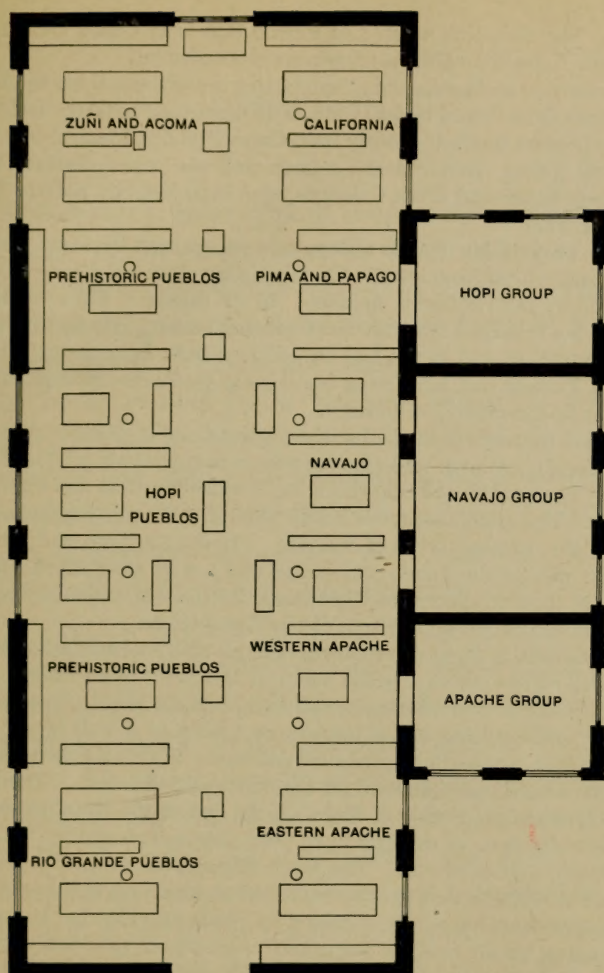 ZUÑI AND ACOMA
CALIFORNIA
PREHISTORIC PUEBLOS
PIMA AND PAPAGO
HOPI GROUP
NAVAJO
HOPI
PUEBLOS
NAVAJO GROUP
WESTERN APACHE
PREHISTORIC PUEBLOS
APACHE GROUP
EASTERN APACHE
RIO GRANDE PUEBLOS